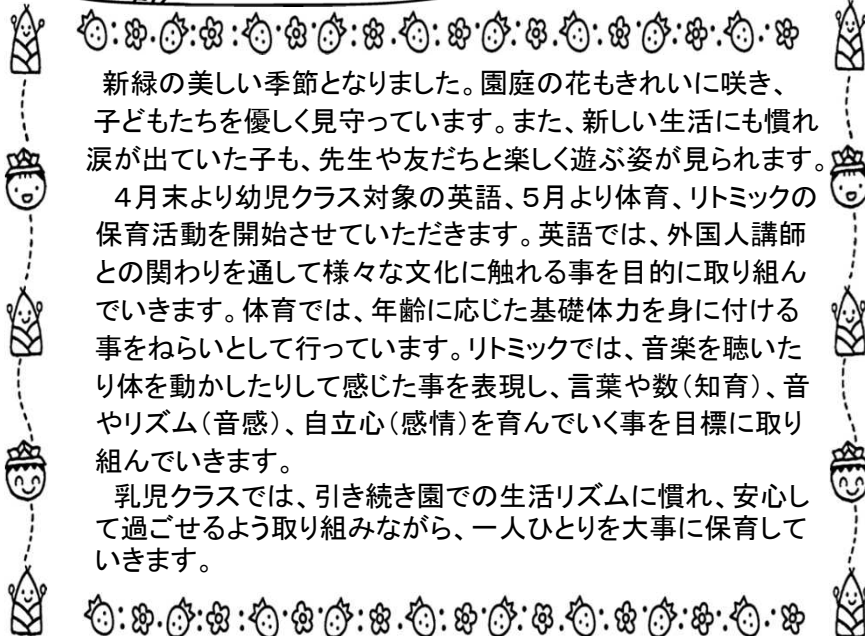 新緑の美しい季節となりました。園庭の花もきれいに咲き、
子どもたちを優しく見守っています。また、新しい生活にも慣れ
涙が出ていた子も、先生や友だちと楽しく遊ぶ姿が見られます。
４月末より幼児クラス対象の英語、５月より体育、リトミックの
保育活動を開始させていただきます。英語では、外国人講師
との関わりを通して様々な文化に触れる事を目的に取り組ん
でいきます。体育では、年齢に応じた基礎体力を身に付ける
事をねらいとして行っています。リトミックでは、音楽を聴いた
り体を動かしたりして感じた事を表現し、言葉や数（知育）、音
やリズム（音感）、自立心（感情）を育んでいく事を目標に取り
組んでいきます。
乳児クラスでは、引き続き園での生活リズムに慣れ、安心し
て過ごせるよう取り組みながら、一人ひとりを大事に保育して
いきます。